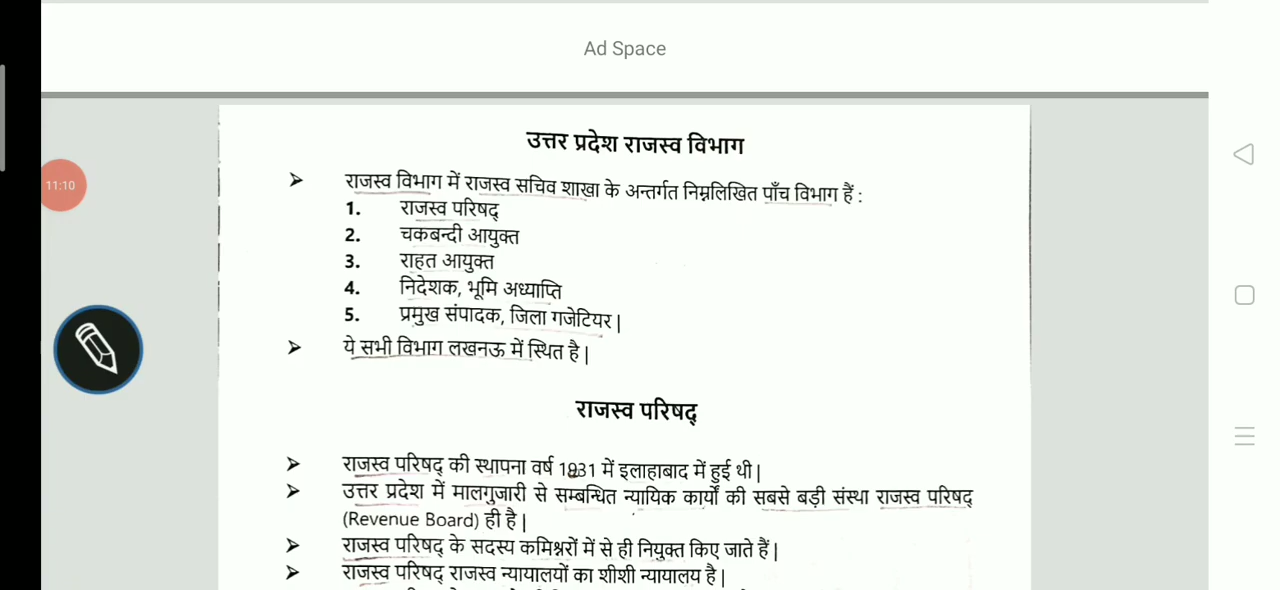 Ad Space
उत्तर प्रदेश राजस्व विभाग
11:10
➤ राजस्व विभाग में राजस्व सचिव शाखा के अन्तर्गत निम्नलिखित पाँच विभाग हैं :
1. राजस्व परिषद्
2. चकबन्दी आयुक्त
3. राहत आयुक्त
4. निदेशक, भूमि अध्याप्ति
5. प्रमुख संपादक, जिला गजेटियर |
➤ ये सभी विभाग लखनऊ में स्थित है |
राजस्व परिषद्
➤ राजस्व परिषद् की स्थापना वर्ष 1831 में इलाहाबाद में हुई थी |
➤ उत्तर प्रदेश में मालगुजारी से सम्बन्धित न्यायिक कार्यों की सबसे बड़ी संस्था राजस्व परिषद्
(Revenue Board) ही है |
➤ राजस्व परिषद् के सदस्य कमिश्नरों में से ही नियुक्त किए जाते हैं |
➤ राजस्व परिषद् राजस्व न्यायालयों का शीशी न्यायालय है |